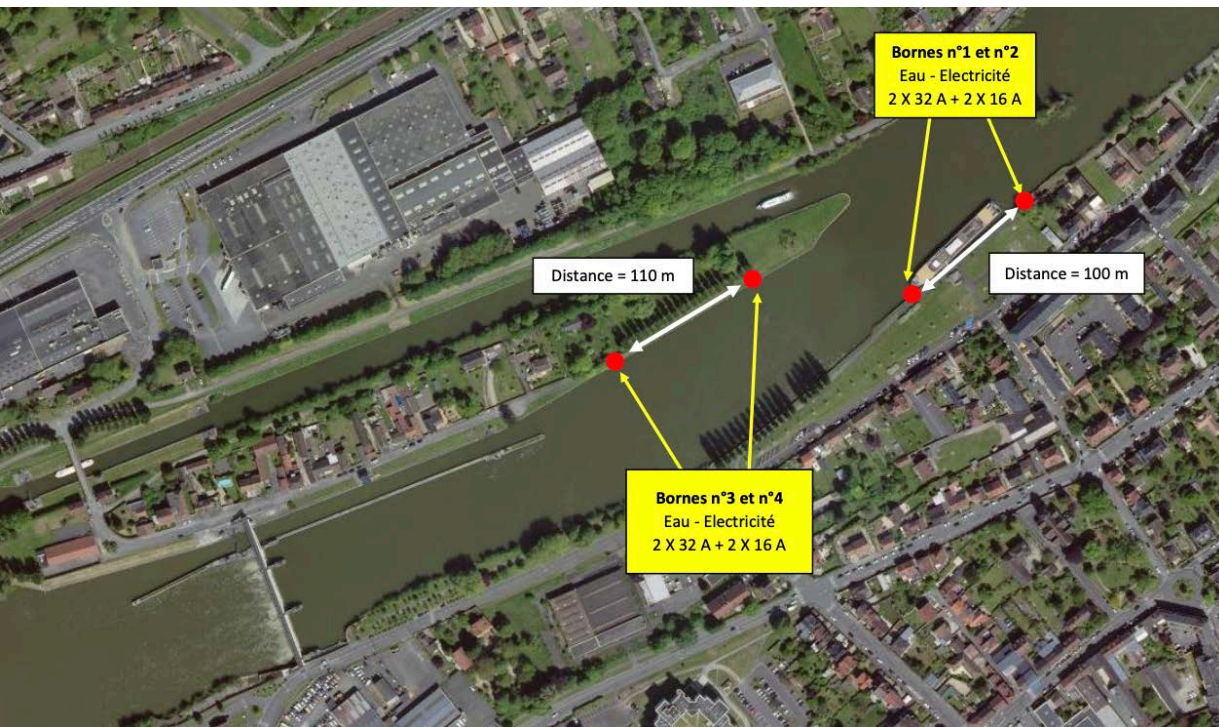 Bornes n°1 et n°2
Eau - Electricité
2 X 32 A + 2 X 16 A
Distance = 110 m
Distance = 100 m
Bornes n°3 et n°4
Eau - Electricité
2 X 32 A + 2 X 16 A